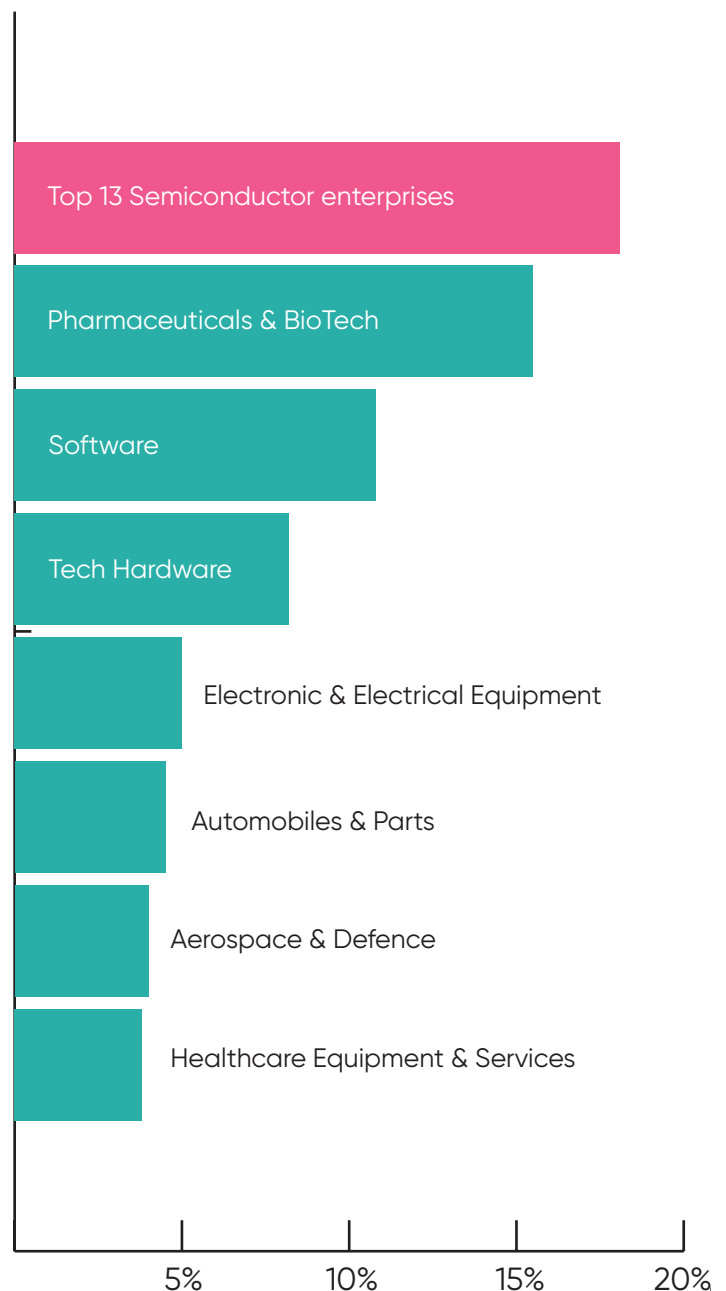 Top 13 Semiconductor enterprises
Pharmaceuticals & BioTech
Software
Tech Hardware
Electronic & Electrical Equipment
Automobiles & Parts
Aerospace & Defence
Healthcare Equipment & Services
5% 10% 15% 20%